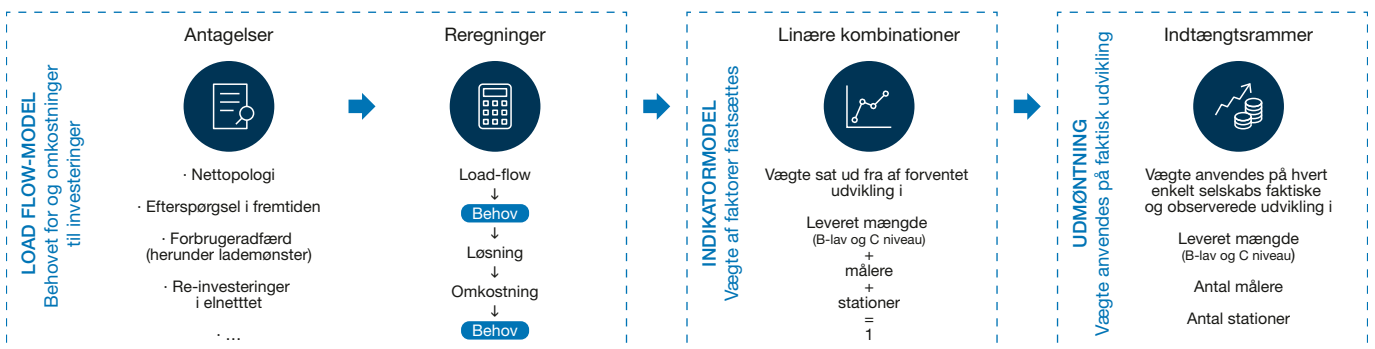 LOAD FLOW-MODEL
Behovet for og omkostninger
til investeringer
Antagelser
· Nettopologi
· Efterspørgsel i fremtiden
· Forbrugeradfærd
(herunder lademønster)
· Re-investeringer
i elnetttet
· ...
Reregninger
Load-flow
↓
Behov
↓
Løsning
↓
Omkostning
↓
Behov
INDIKATORMODEL
Vægte af faktorer fastsættes
Linære kombinationer
Vægte sat ud fra af forventet
udvikling i
Leveret mængde
(B-lav og C niveau)
+
målere
+
stationer
=
1
UDMØNTNING
Vægte anvendes på faktisk udvikling
Indtængtsrammer
Vægte anvendes på hvert
enkelt selskabs faktiske
og observerede udvikling i
Leveret mængde
(B-lav og C niveau)
Antal målere
Antal stationer